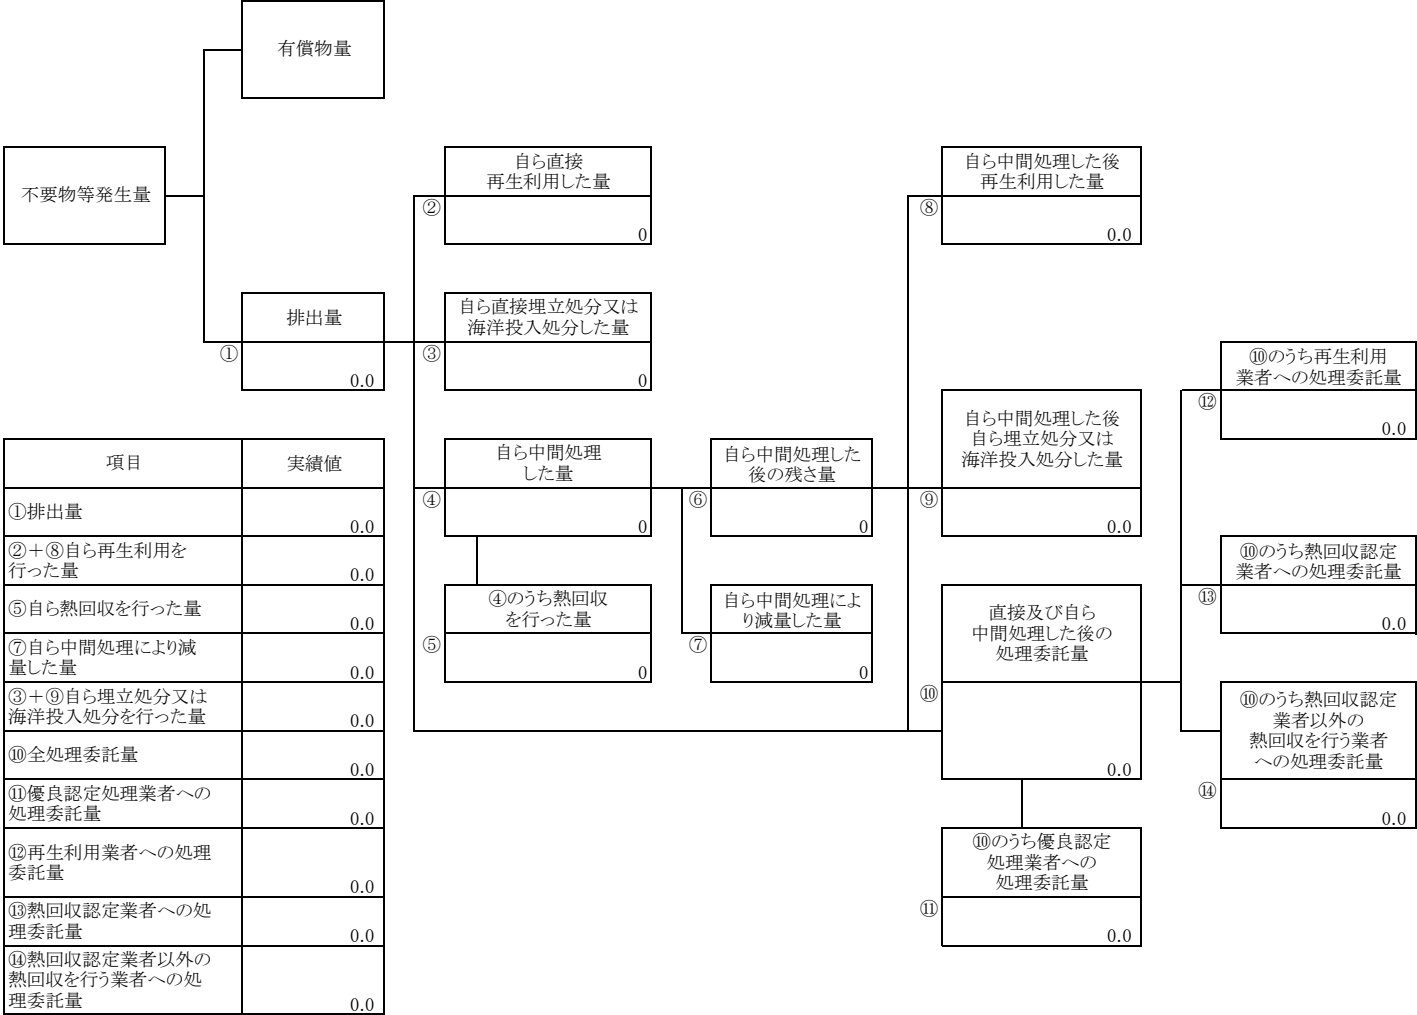 有償物量
不要物等発生量
排出量
①
0.0
自ら直接
再生利用した量
②
0
自ら直接埋立処分又は
海洋投入処分した量
③
0
自ら中間処理
した量
④
0
④のうち熱回収
を行った量
⑤
0
自ら中間処理した
後の残さ量
⑥
0
自ら中間処理によ
り減量した量
⑦
0
自ら中間処理した後
再生利用した量
⑧
0.0
自ら中間処理した後
自ら埋立処分又は
海洋投入処分した量
⑨
0.0
直接及び自ら
中間処理した後の
処理委託量
⑩
0.0
⑩のうち優良認定
処理業者への
処理委託量
⑪
0.0
⑩のうち再生利用
業者への処理委託量
⑫
0.0
⑩のうち熱回収認定
業者への処理委託量
⑬
0.0
⑩のうち熱回収認定
業者以外の
熱回収を行う業者
への処理委託量
⑭
0.0
項目 実績値
①排出量
0.0
②+⑧自ら再生利用を
行った量
0.0
⑤自ら熱回収を行った量
0.0
⑦自ら中間処理により減
量した量
0.0
③+⑨自ら埋立処分又は
海洋投入処分を行った量
0.0
⑩全処理委託量
0.0
⑪優良認定処理業者への
処理委託量
0.0
⑫再生利用業者への処理
委託量
0.0
⑬熱回収認定業者への処
理委託量
0.0
⑭熱回収認定業者以外の
熱回収を行う業者への処
理委託量
0.0